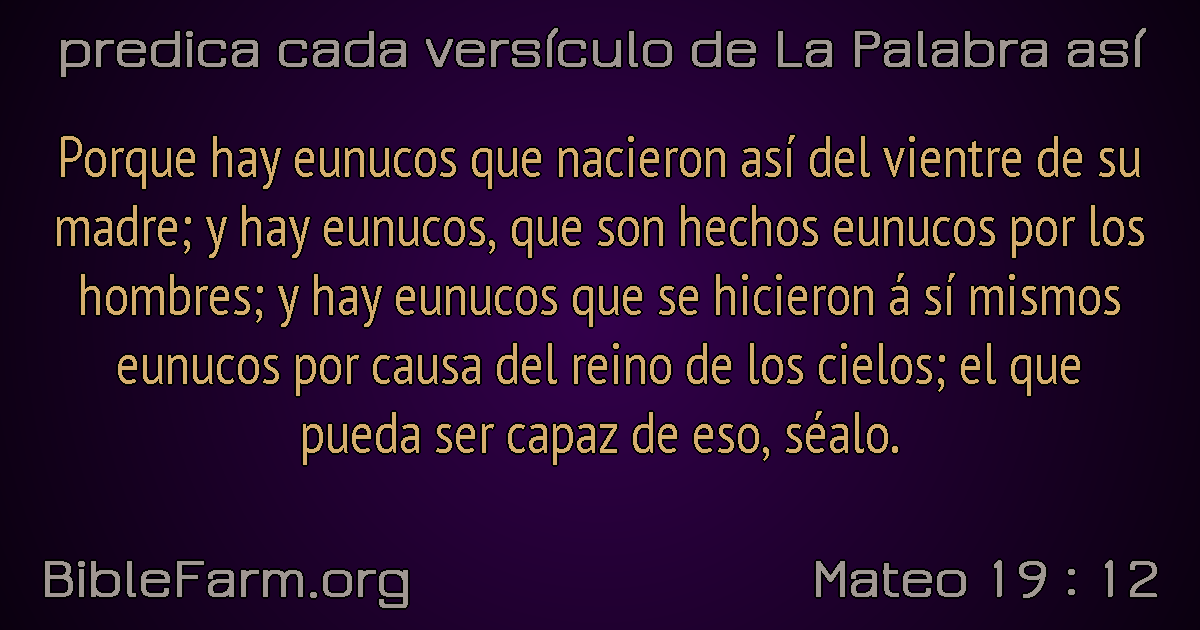 predica cada versículo de La Palabra así
Porque hay eunucos que nacieron así del vientre de su
madre; y hay eunucos, que son hechos eunucos por los
hombres; y hay eunucos que se hicieron á sí mismos
eunucos por causa del reino de los cielos; el que
pueda ser capaz de eso, séalo.
BibleFarm.org
Mateo 19 : 12